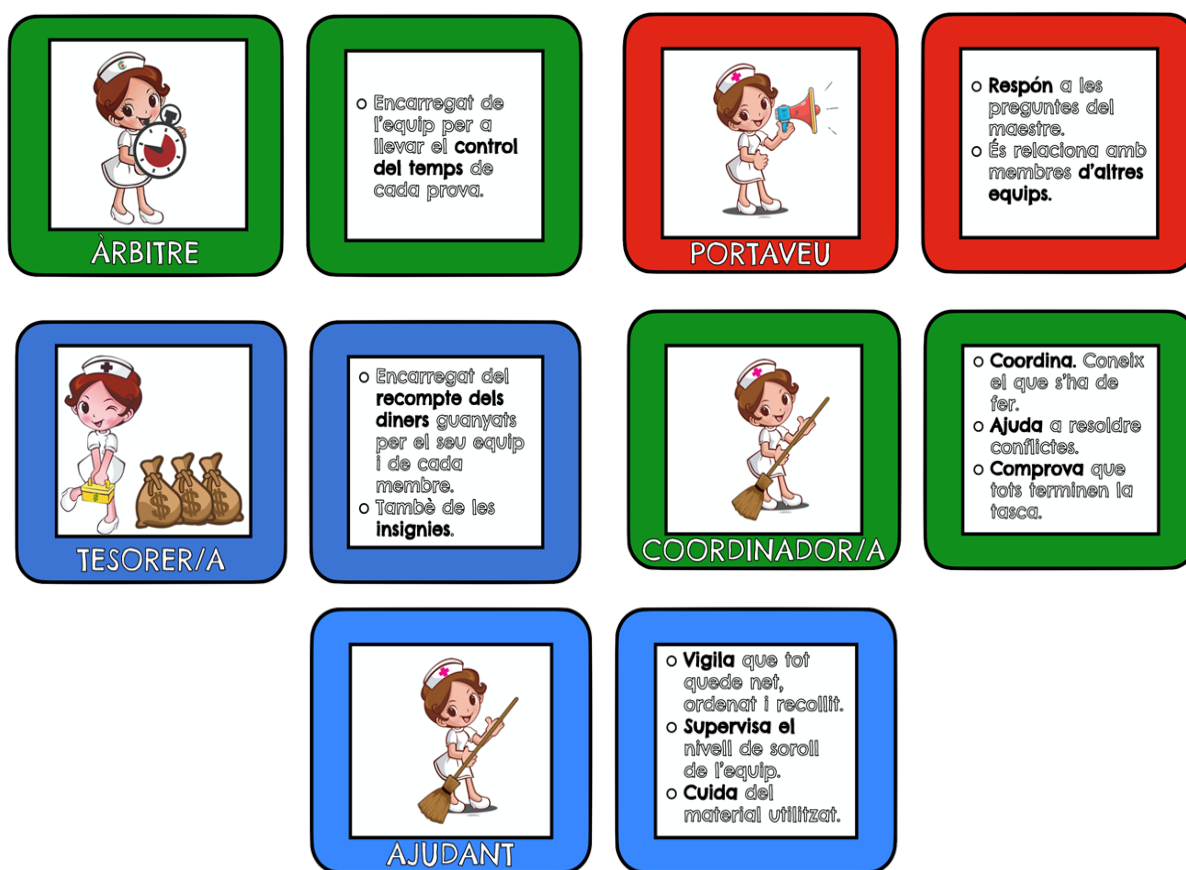 o Encarregat de
l'equip per a
llevar el control
del temps de
cada prova.
ÀRBITRE
o Respón a les
preguntes del
maestre.
o És relaciona amb
membres d'altres
equips.
PORTAVEU
o Encarregat del
recompte dels
diners guanyats
per el seu equip
i de cada
membre.
o Tambè de les
insignies.
TESORER/A
o Coordina. Coneix
el que s'ha de
fer.
o Ajuda a resoldre
conflictes.
o Comprova que
tots terminen la
tasca.
COORDINADOR/A
o Vigila que tot
quede net,
ordenat i recollit.
o Supervisa el
nivell de soroll
de l'equip.
o Cuida del
material utilitzat.
AJUDANT